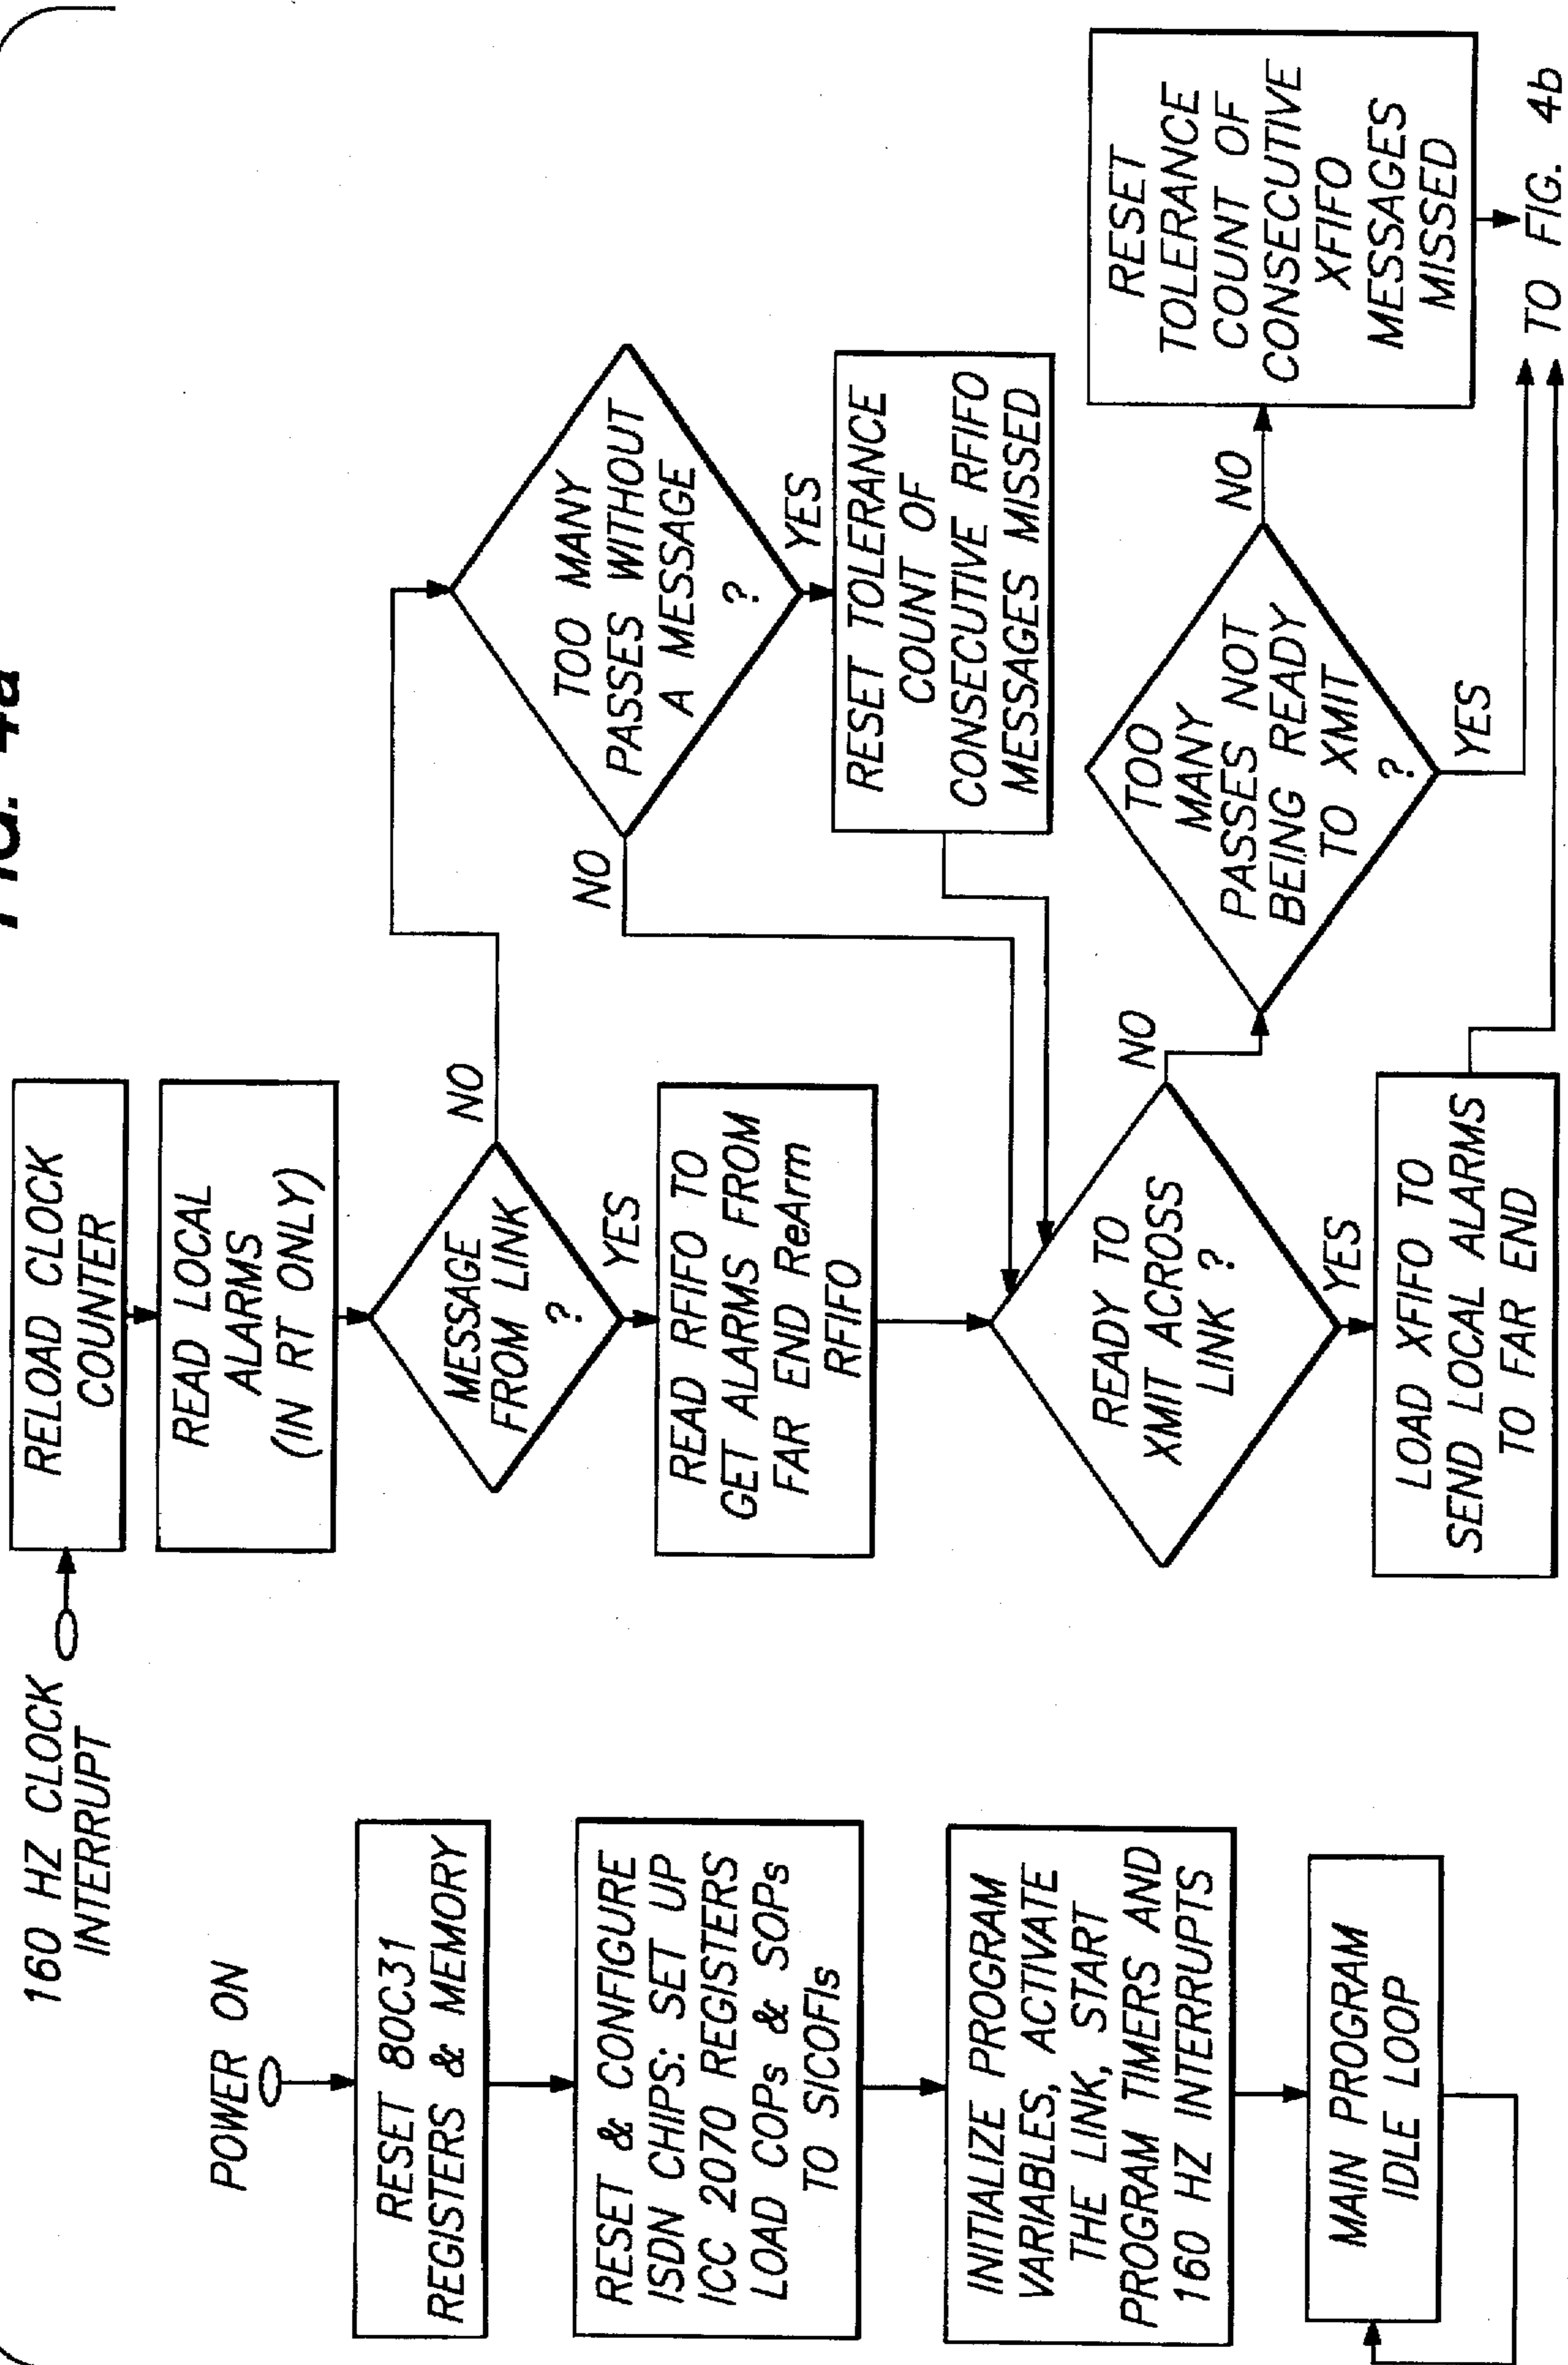 FIG. 4a
POWER ON
RESET 80C31
REGISTERS & MEMORY
RESET & CONFIGURE
ISDN CHIPS: SET UP
ICC 2070 REGISTERS
LOAD COPs & SOPs
TO SICOFIs
INITIALIZE PROGRAM
VARIABLES, ACTIVATE
THE LINK, START
PROGRAM TIMERS AND
160 HZ INTERRUPTS
MAIN PROGRAM
IDLE LOOP
160 HZ CLOCK
INTERRUPT
RELOAD CLOCK
COUNTER
READ LOCAL
ALARMS
(IN RT ONLY)
MESSAGE
FROM LINK
?
NO
YES
READ RFIFO TO
GET ALARMS FROM
FAR END ReArm
RFIFO
TOO MANY
PASSES WITHOUT
A MESSAGE
?
NO
YES
RESET TOLERANCE
COUNT OF
CONSECUTIVE RFIFO
MESSAGES MISSED
READY TO
XMIT ACROSS
LINK ?
NO
YES
LOAD XFIFO TO
SEND LOCAL ALARMS
TO FAR END
TOO
MANY
PASSES NOT
BEING READY
TO XMIT
?
NO
YES
RESET
TOLERANCE
COUNT OF
CONSECUTIVE
XFIFO
MESSAGES
MISSED
TO FIG. 4b